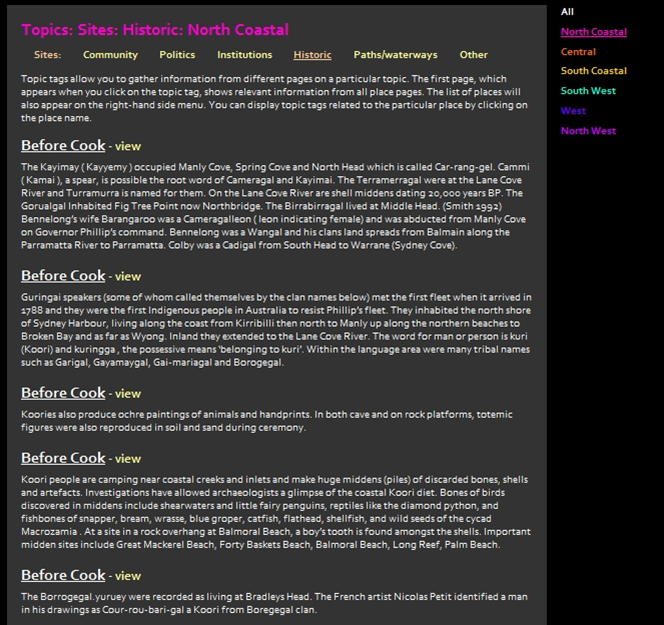 Topics: Sites: Historic: North Coastal
Sites: Community Politics Institutions Historic Paths/waterways Other
Topic tags allow you to gather information from different pages on a particular topic. The first page, which
appears when you click on the topic tag, shows relevant information from all place pages. The list of places will
also appear on the right-hand side menu. You can display topic tags related to the particular place by clicking on
the place name.
Before Cook - view
The Kayimay ( Kayyemy ) occupied Manly Cove, Spring Cove and North Head which is called Car-rang-gel. Cammi
( Kamai ), a spear, is possible the root word of Cameragal and Kayimai. The Terramerragal were at the Lane Cove
River and Turramurra is named for them. On the Lane Cove River are shell middens dating 20,000 years BP. The
Gorualgal Inhabited Fig Tree Point now Northbridge. The Birrabirragal lived at Middle Head. (Smith 1992)
Bennelong's wife Barangaroo was a Cameragalleon ( leon indicating female) and was abducted from Manly Cove
on Governor Phillip's command. Bennelong was a Wangal and his clans land spreads from Balmain along the
Parramatta River to Parramatta. Colby was a Cadigal from South Head to Warrane (Sydney Cove).
Before Cook - view
Guringai speakers (some of whom called themselves by the clan names below) met the first fleet when it arrived in
1788 and they were the first Indigenous people in Australia to resist Phillip's fleet. They inhabited the north shore
of Sydney Harbour, living along the coast from Kirribilli then north to Manly up along the northern beaches to
Broken Bay and as far as Wyong. Inland they extended to the Lane Cove River. The word for man or person is kuri
(Koori) and kuringga , the possessive means 'belonging to kuri'. Within the language area were many tribal names
such as Garigal, Gayamaygal, Gai-mariagal and Borogegal.
Before Cook - view
Koories also produce ochre paintings of animals and handprints. In both cave and on rock platforms, totemic
figures were also reproduced in soil and sand during ceremony.
Before Cook - view
Koori people are camping near coastal creeks and inlets and make huge middens (piles) of discarded bones, shells
and artefacts. Investigations have allowed archaeologists a glimpse of the coastal Koori diet. Bones of birds
discovered in middens include shearwaters and little fairy penguins, reptiles like the diamond python, and
fishbones of snapper, bream, wrasse, blue groper, catfish, flathead, shellfish, and wild seeds of the cycad
Macrozamia . At a site in a rock overhang at Balmoral Beach, a boy's tooth is found amongst the shells. Important
midden sites include Great Mackerel Beach, Forty Baskets Beach, Balmoral Beach, Long Reef, Palm Beach.
Before Cook - view
The Borrogegal.yuruey were recorded as living at Bradleys Head. The French artist Nicolas Petit identified a man
in his drawings as Cour-rou-bari-gal a Koori from Boregegal clan.
All
North Coastal
Central
South Coastal
South West
West
North West